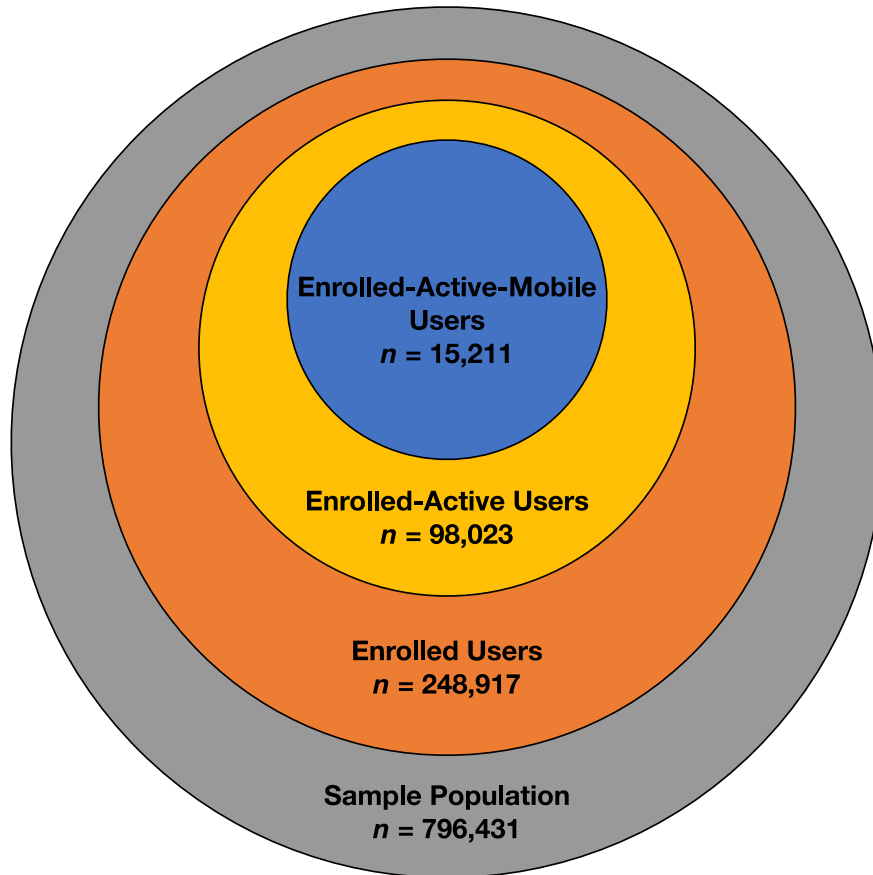 Enrolled-Active-Mobile
Users
n = 15,211
Enrolled-Active Users
n = 98,023
Enrolled Users
n = 248,917
Sample Population
n = 796,431